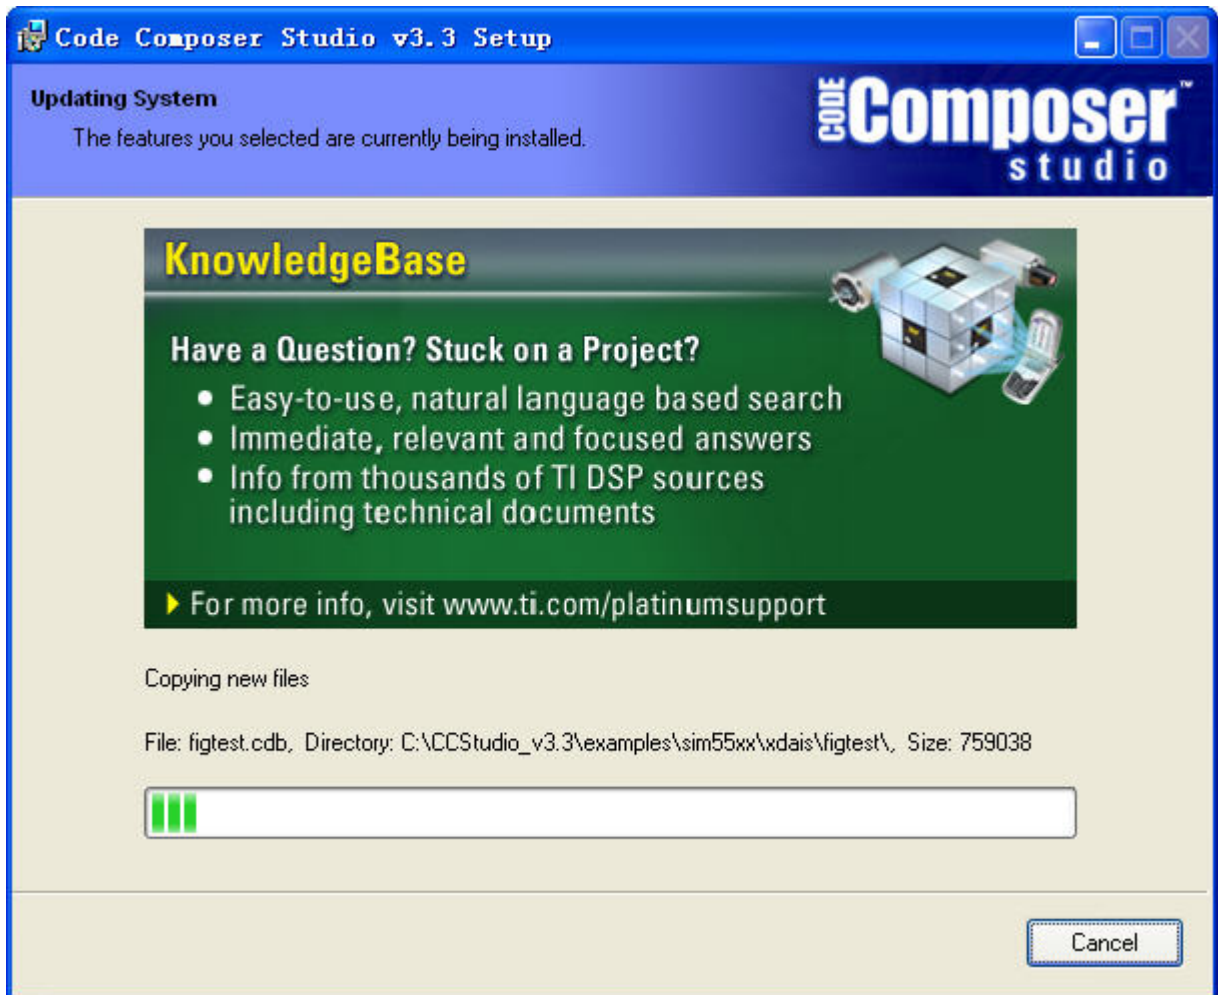 Code Composer Studio v3.3 Setup
Updating System
The features you selected are currently being installed.
CODE Composer™
studio
KnowledgeBase
Have a Question? Stuck on a Project?
• Easy-to-use, natural language based search
• Immediate, relevant and focused answers
• Info from thousands of TI DSP sources
including technical documents
For more info, visit www.ti.com/platinumsupport
Copying new files
File: figtest.cdb, Directory: C:\CCStudio_v3.3\examples\sim55xx\xdais\figtest\, Size: 759038
Cancel